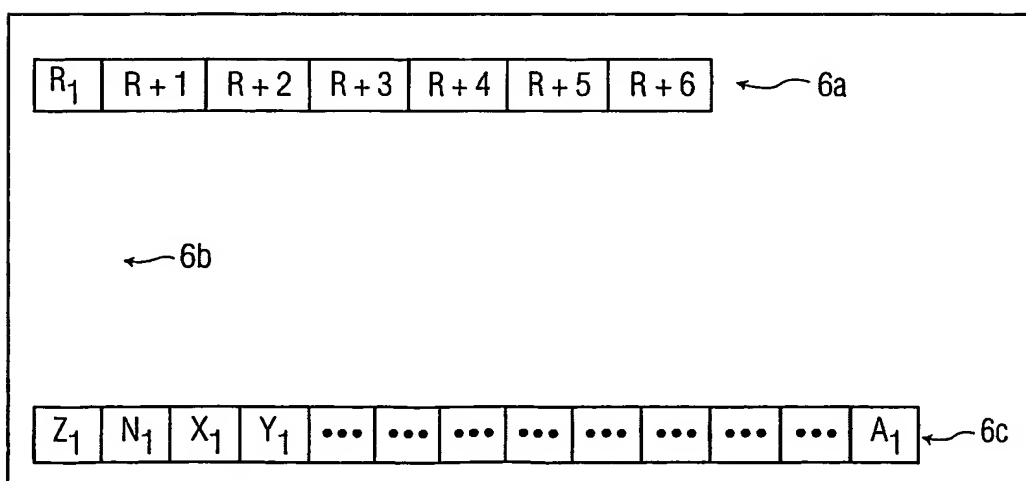 R₁ R + 1 R + 2 R + 3 R + 4 R + 5 R + 6 6a
6b
Z₁ N₁ X₁ Y₁ ••• ••• ••• ••• ••• ••• ••• ••• A₁ 6c